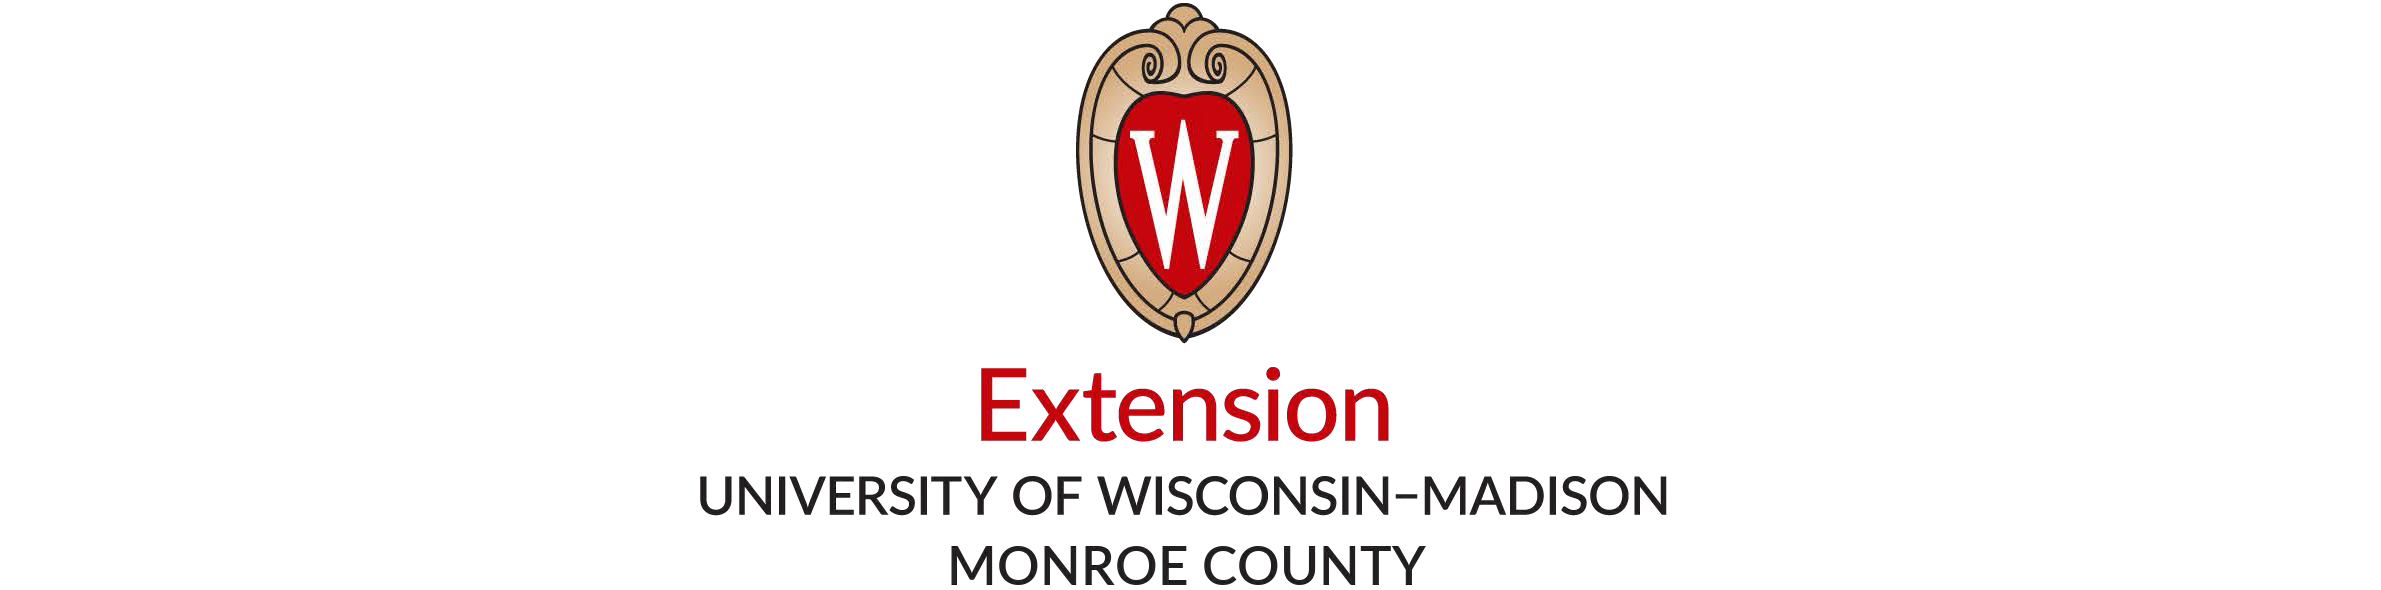 W
Extension
UNIVERSITY OF WISCONSIN–MADISON
MONROE COUNTY